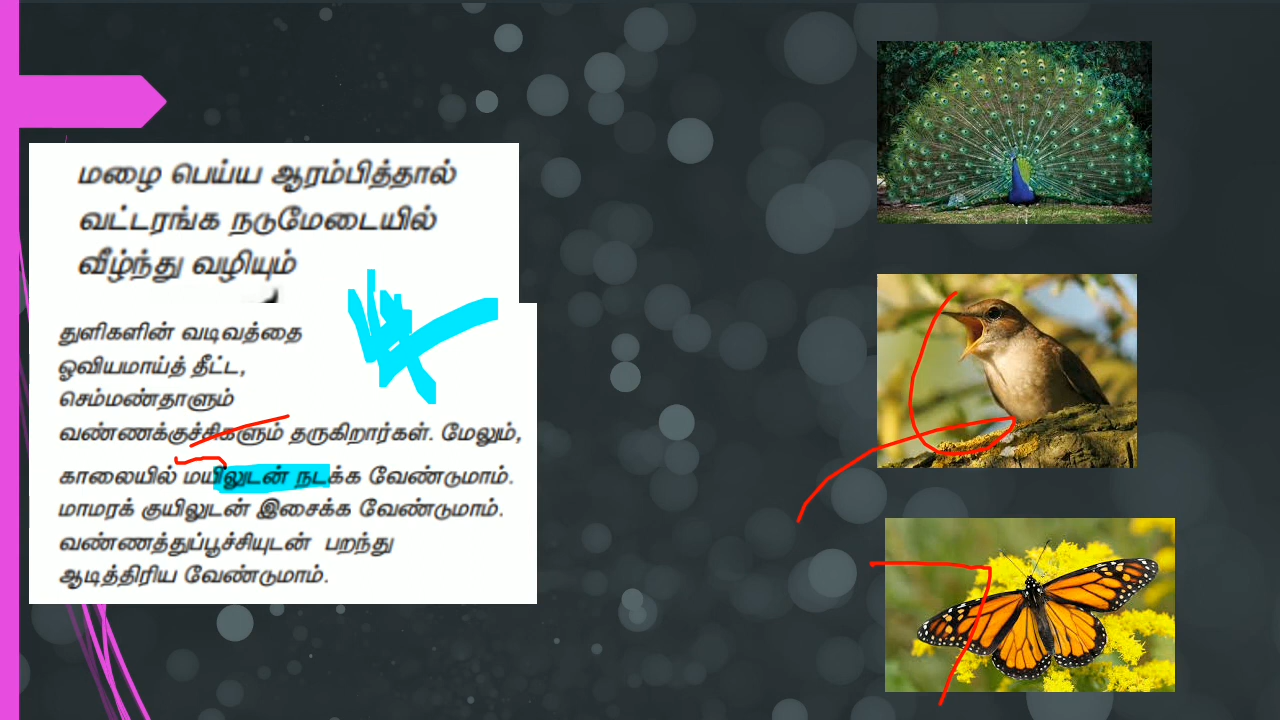 மழை பெய்ய ஆரம்பித்தால்
வட்டரங்க நடுமேடையில்
வீழ்ந்து வழியும்
துளிகளின் வடிவத்தை
ஓவியமாய்த் தீட்ட,
செம்மண்தாளும்
வண்ணக்குச்சிகளும் தருகிறார்கள். மேலும்,
காலையில் மயிலுடன் நடக்க வேண்டுமாம்.
மாமரக் குயிலுடன் இசைக்க வேண்டுமாம்.
வண்ணத்துப்பூச்சியுடன் பறந்து
ஆடித்திரிய வேண்டுமாம்.